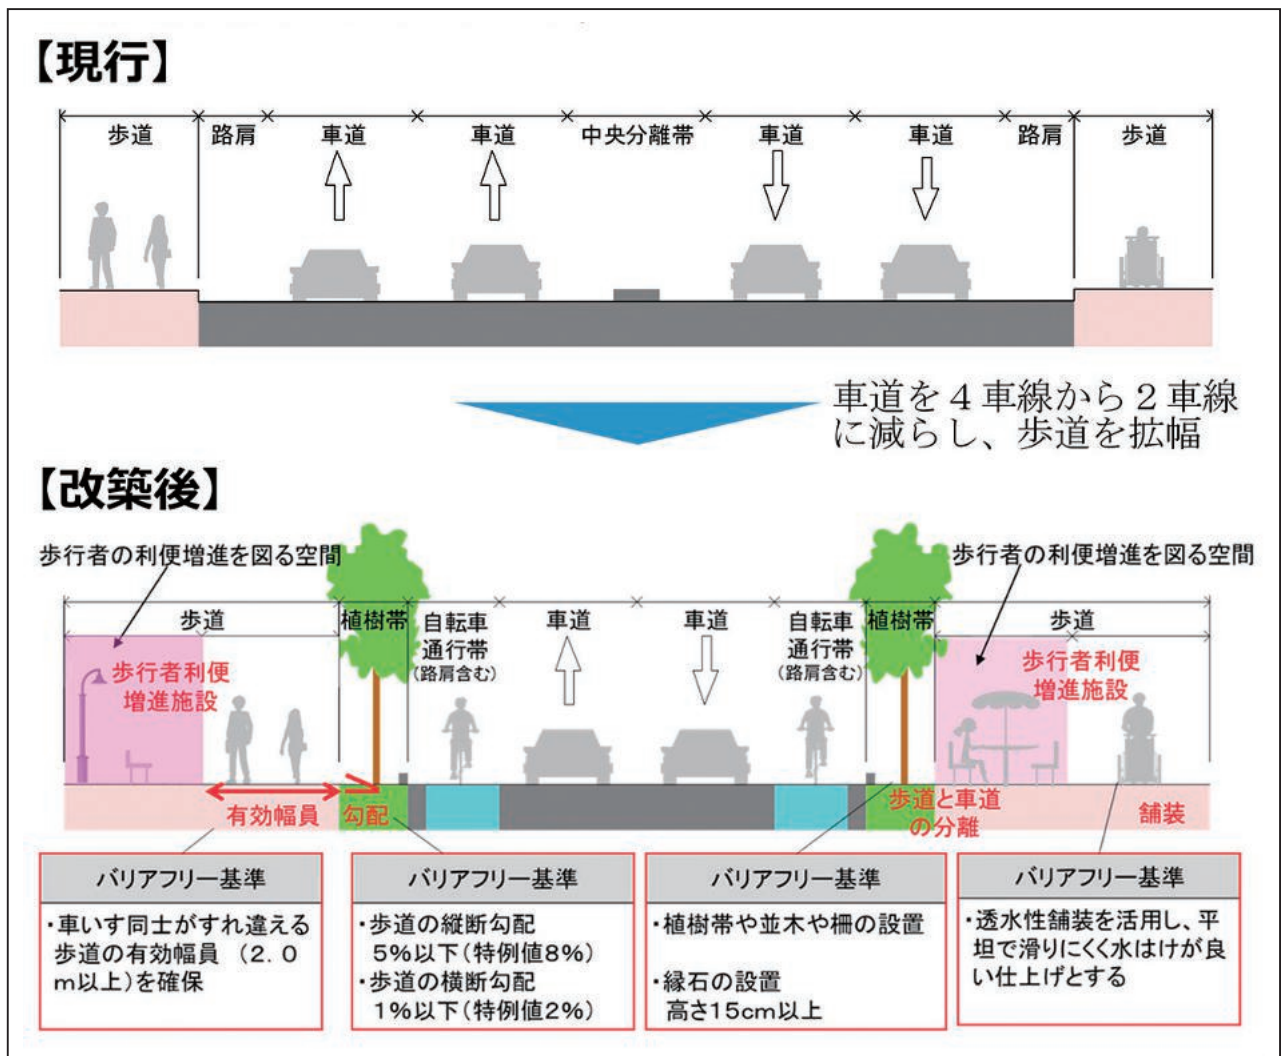 【現行】
歩道
路肩
車道
車道
中央分離帯
車道
車道
路肩
歩道
車道を4車線から2車線
に減らし、歩道を拡幅
【改築後】
歩行者の利便増進を図る空間
歩行者の利便増進を図る空間
歩道
植樹帯
自転車
通行帯
(路肩含む)
車道
車道
自転車
通行帯
(路肩含む)
植樹帯
歩道
歩行者利便
増進施設
歩行者利便
増進施設
有効幅員
勾配
歩道と車道
の分離
舗装
バリアフリー基準
・車いす同士がすれ違える
歩道の有効幅員 (2.0
m以上)を確保
バリアフリー基準
・歩道の縦断勾配
5%以下(特例値8%)
・歩道の横断勾配
1%以下(特例値2%)
バリアフリー基準
・植樹帯や並木や柵の設置
・縁石の設置
高さ15cm以上
バリアフリー基準
・透水性舗装を活用し、平
坦で滑りにくく水はけが良
い仕上げとする